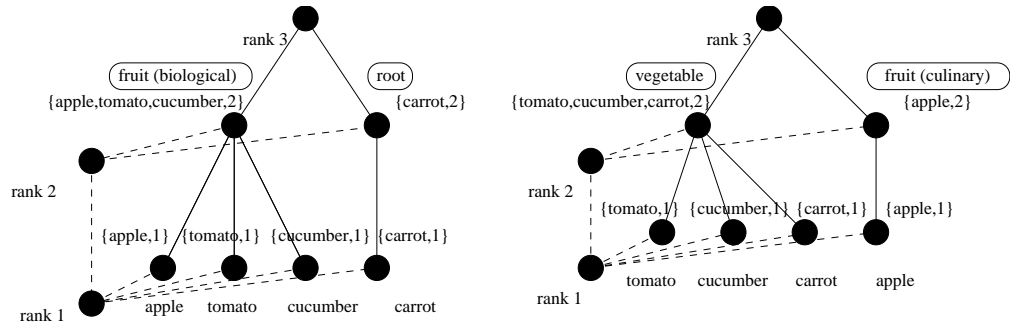 rank 3
fruit (biological)
root
{apple,tomato,cucumber,2}
{carrot,2}
rank 2
{apple,1}
{tomato,1}
{cucumber,1}
{carrot,1}
rank 1
apple
tomato
cucumber
carrot
rank 3
vegetable
fruit (culinary)
{tomato,cucumber,carrot,2}
{apple,2}
rank 2
{tomato,1}
{cucumber,1}
{carrot,1}
{apple,1}
rank 1
tomato
cucumber
carrot
apple